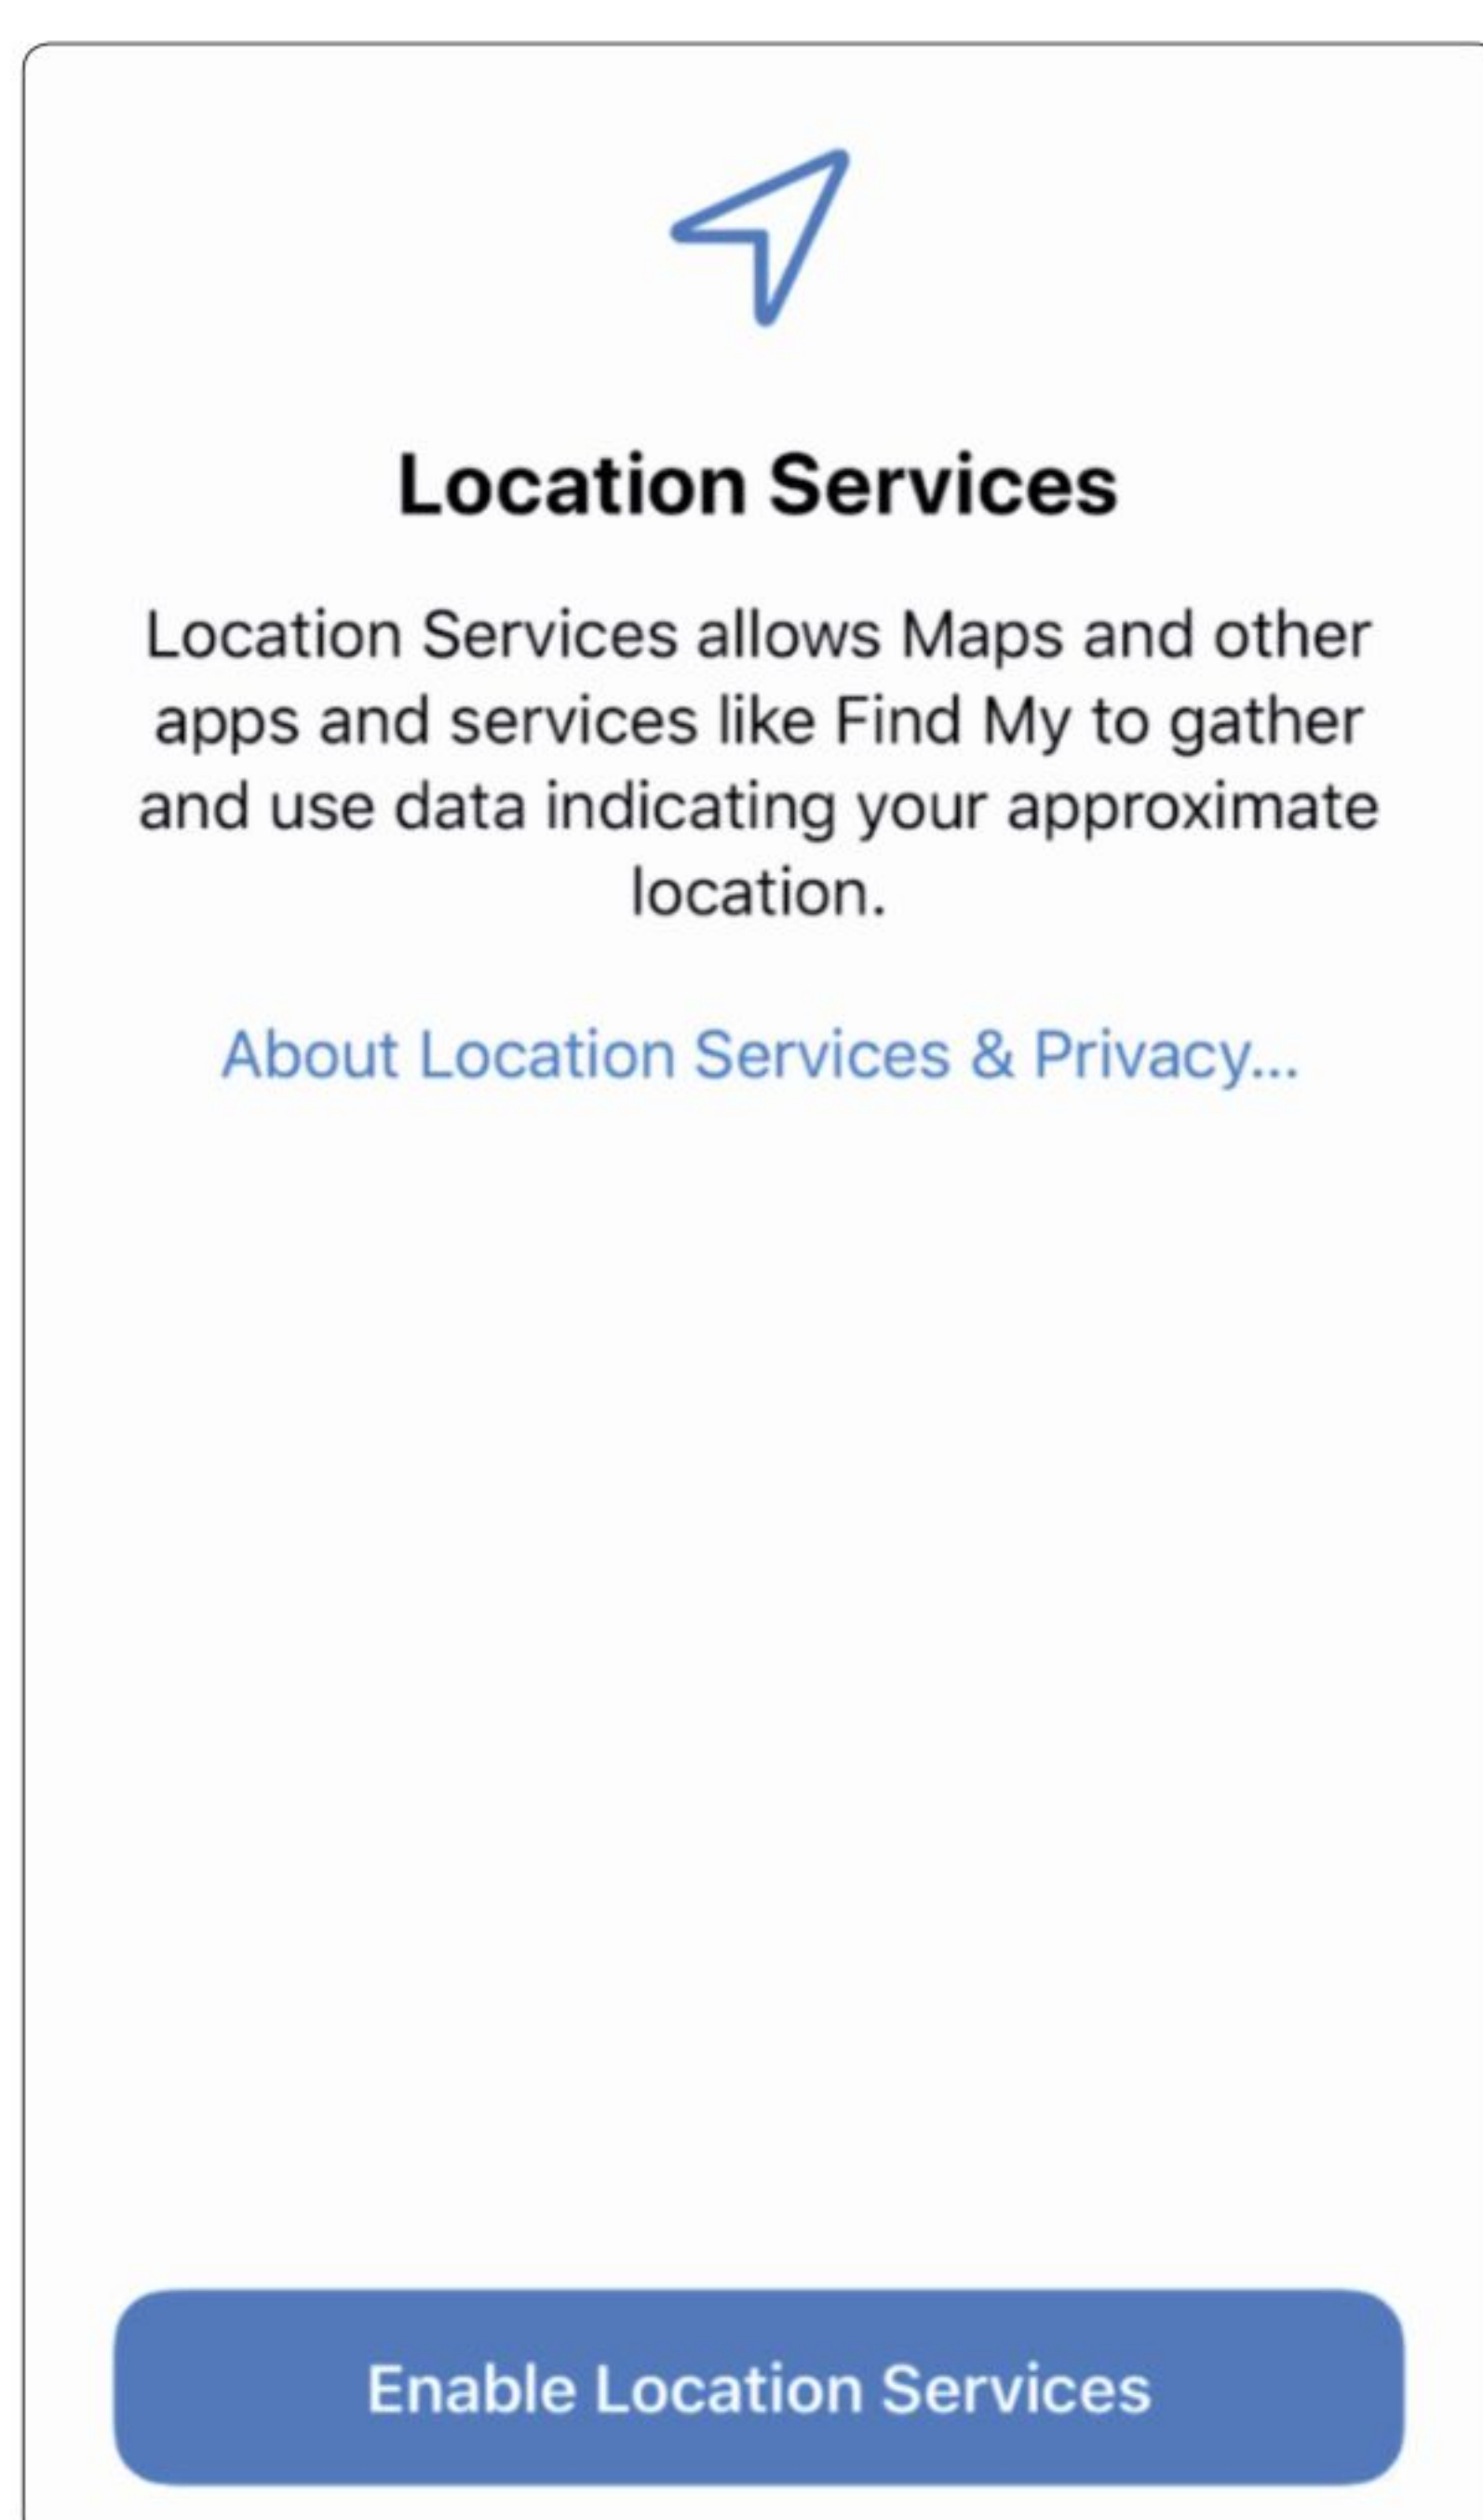 Location Services
Location Services allows Maps and other
apps and services like Find My to gather
and use data indicating your approximate
location.
About Location Services & Privacy...
Enable Location Services